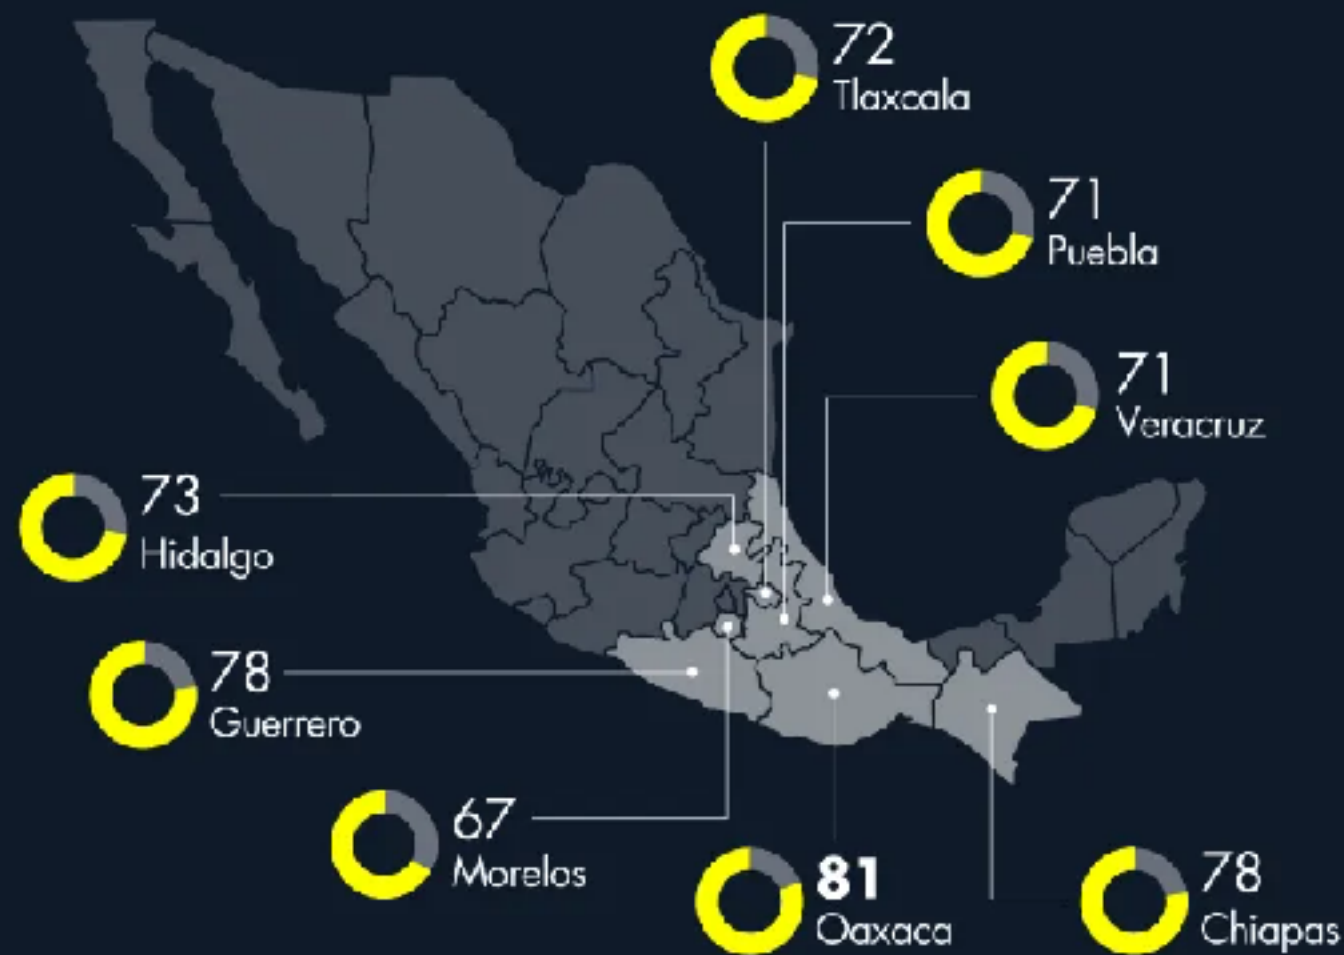 72
Tlaxcala
71
Puebla
71
Veracruz
73
Hidalgo
78
Guerrero
67
Morelos
81
Oaxaca
78
Chiapas